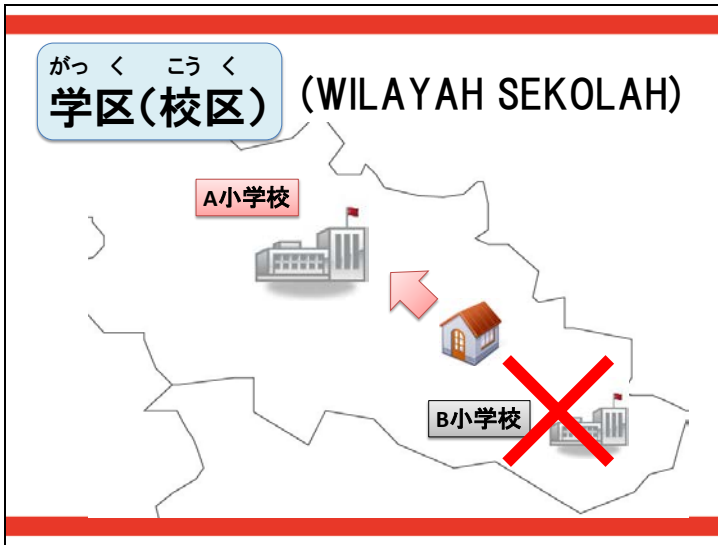 がっ く こう く
学区(校区) (WILAYAH SEKOLAH)
A小学校
B小学校